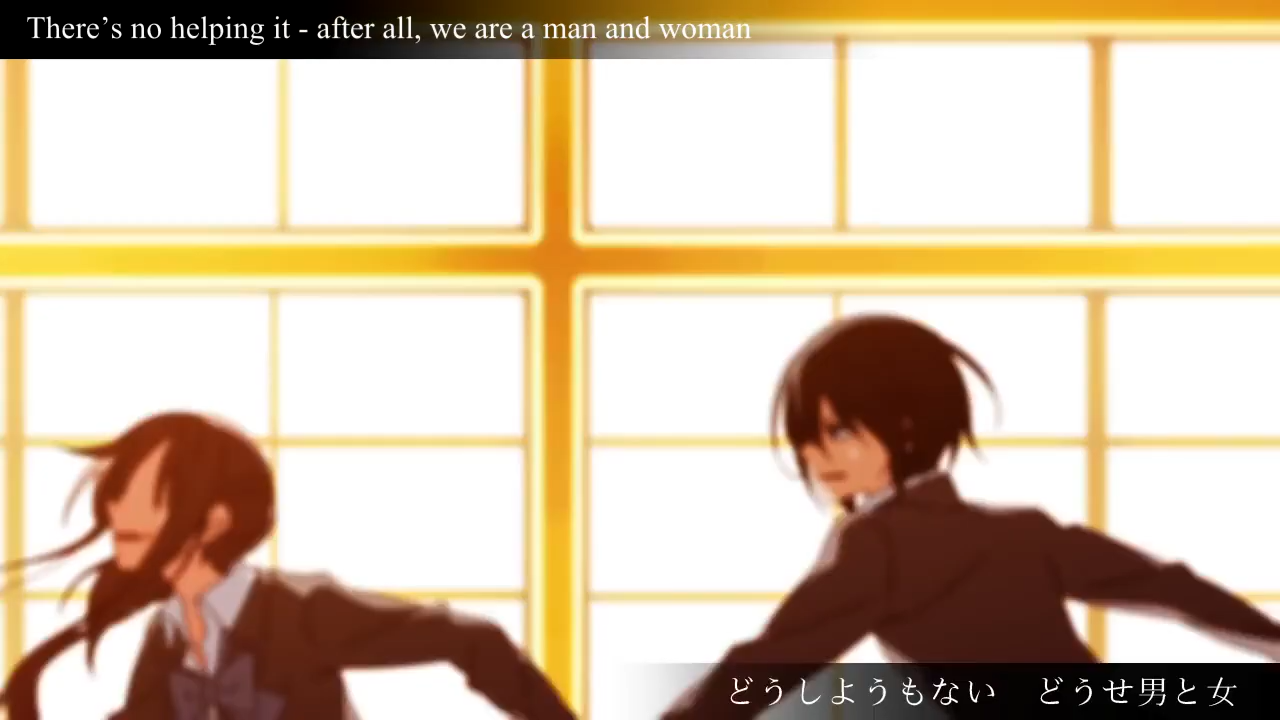 There’s no helping it - after all, we are a man and woman
どうしようもない　どうせ男と女